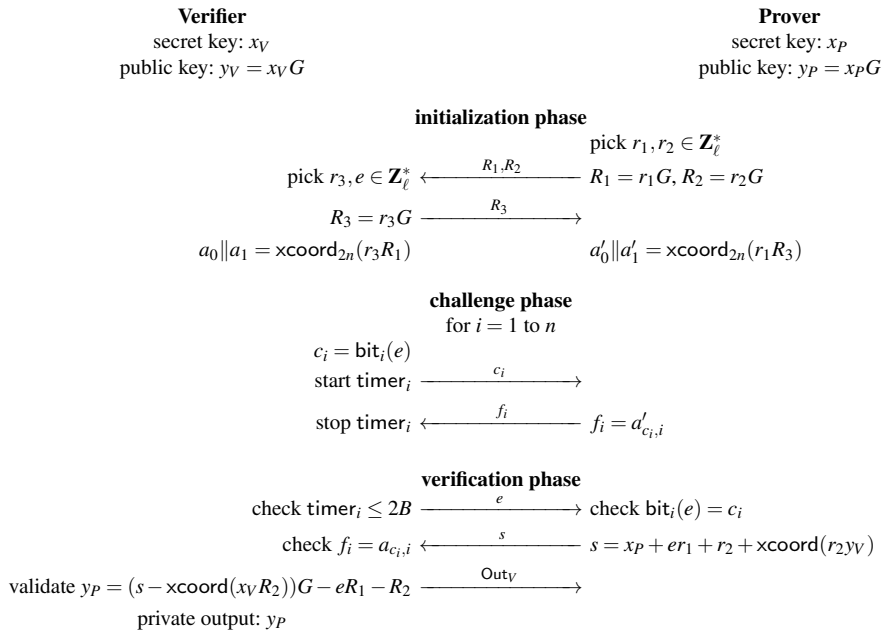 Verifier Prover
secret key: x_V secret key: x_P
public key: y_V = x_V G public key: y_P = x_P G
initialization phase
pick r_1, r_2 ∈ Z_ℓ^*
pick r_3, e ∈ Z_ℓ^* ← R_1,R_2 R_1 = r_1 G, R_2 = r_2 G
R_3 = r_3 G → R_3
a_0‖a_1 = xcoord_{2n}(r_3 R_1) a'_0‖a'_1 = xcoord_{2n}(r_1 R_3)
challenge phase
for i = 1 to n
c_i = bit_i(e)
start timer_i → c_i
stop timer_i ← f_i f_i = a'_{c_i,i}
verification phase
check timer_i ≤ 2B → e check bit_i(e) = c_i
check f_i = a_{c_i,i} ← s s = x_P + er_1 + r_2 + xcoord(r_2 y_V)
validate y_P = (s − xcoord(x_V R_2))G − eR_1 − R_2 → Out_V
private output: y_P